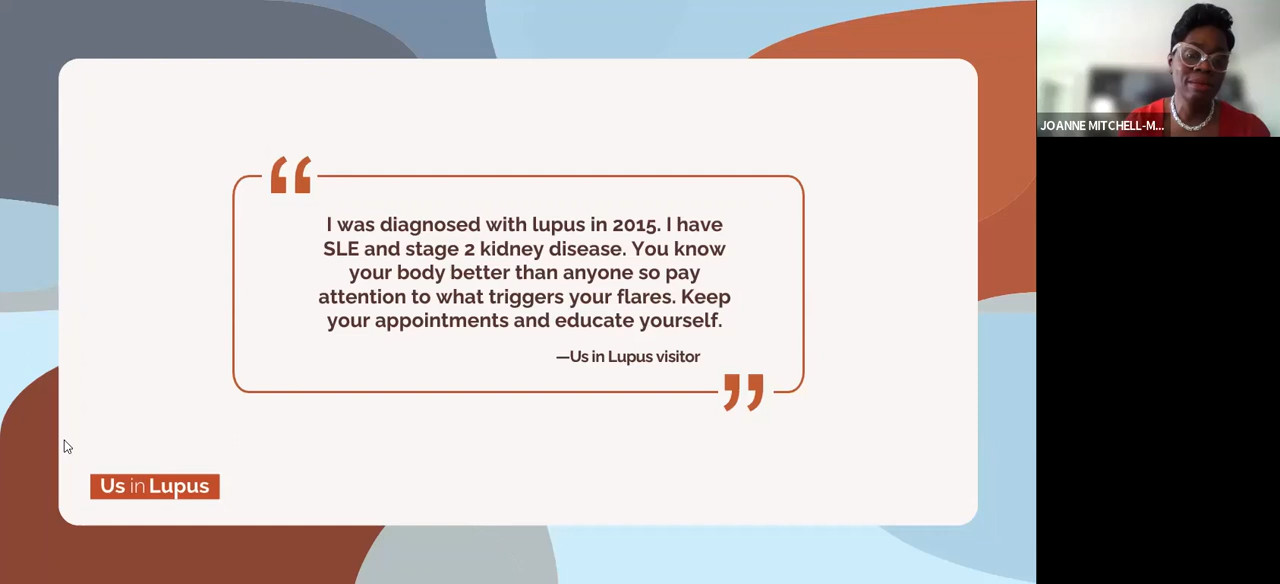 “
I was diagnosed with lupus in 2015. I have
SLE and stage 2 kidney disease. You know
your body better than anyone so pay
attention to what triggers your flares. Keep
your appointments and educate yourself.
—Us in Lupus visitor
”
Us in Lupus
JOANNE MITCHELL-M...